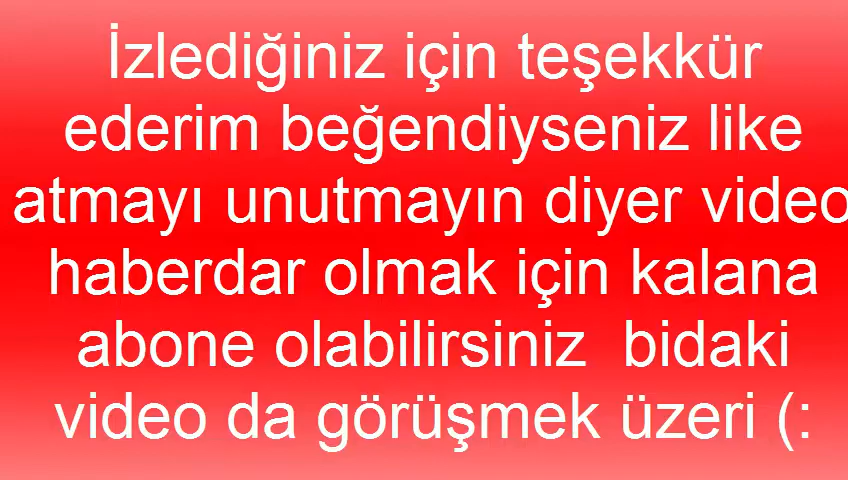 İzlediğiniz için teşekkür
ederim beğendiyseniz like
atmayı unutmayın diyer video
haberdar olmak için kalana
abone olabilirsiniz  bidaki
video da görüşmek üzeri (: